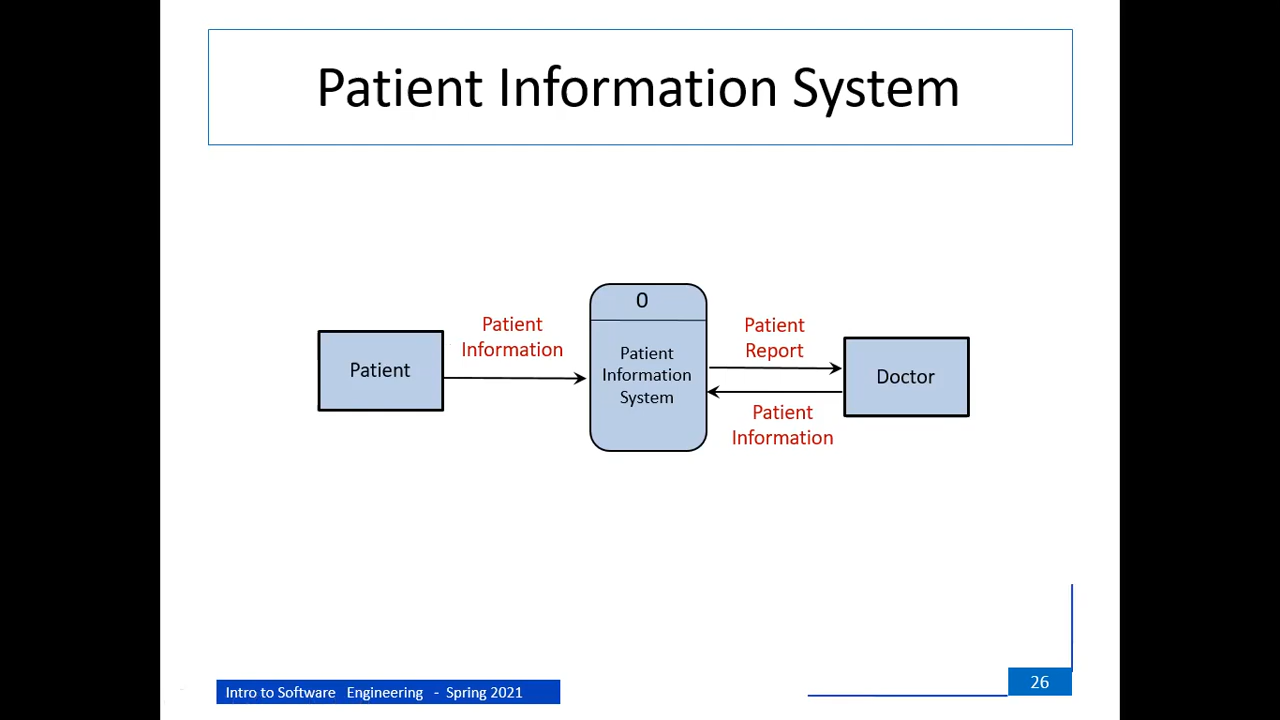 Patient Information System
Patient
Patient
Information
0
Patient
Information
System
Patient
Report
Patient
Information
Doctor
Intro to Software Engineering - Spring 2021
26